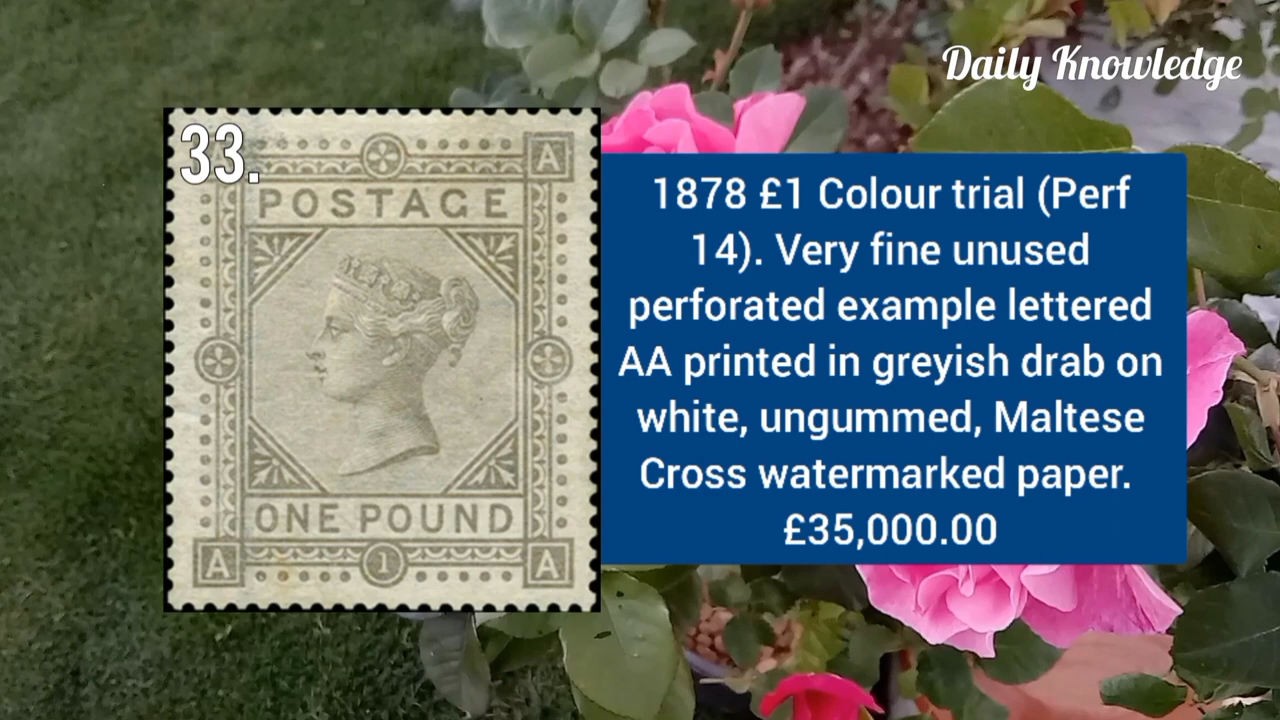 Daily Knowledge
33.
A
POSTAGE
ONE POUND
A 1 A
1878 £1 Colour trial (Perf
14). Very fine unused
perforated example lettered
AA printed in greyish drab on
white, ungummed, Maltese
Cross watermarked paper.
£35,000.00